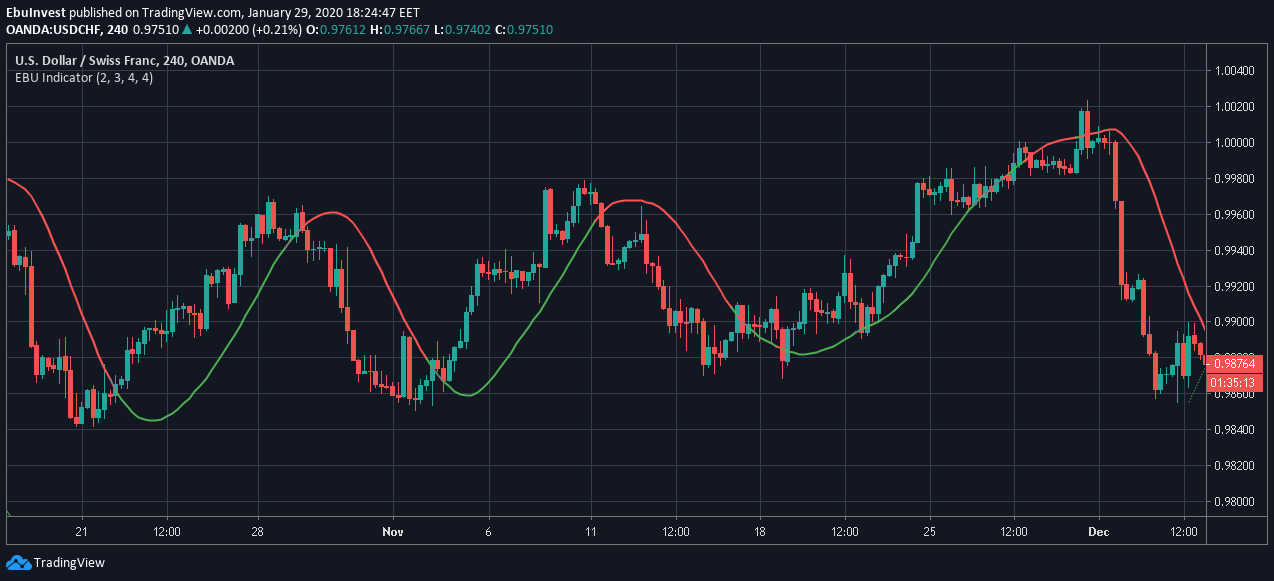 EbuInvest published on TradingView.com, January 29, 2020 18:24:47 EET
OANDA:USDCHF, 240 0.97510 ▲ +0.00200 (+0.21%) O:0.97612 H:0.97667 L:0.97402 C:0.97510
U.S. Dollar / Swiss Franc, 240, OANDA
EBU Indicator (2, 3, 4, 4)
1.00400
1.00200
1.00000
0.99800
0.99600
0.99400
0.99200
0.99000
0.98764
01:35:13
0.98600
0.98400
0.98200
0.98000
21 12:00 28 Nov 6 11 12:00 18 12:00 25 12:00 Dec 12:00
TradingView